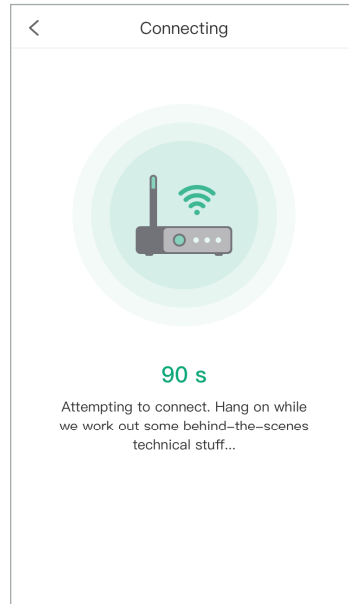 Connecting
90 s
Attempting to connect. Hang on while
we work out some behind-the-scenes
technical stuff...